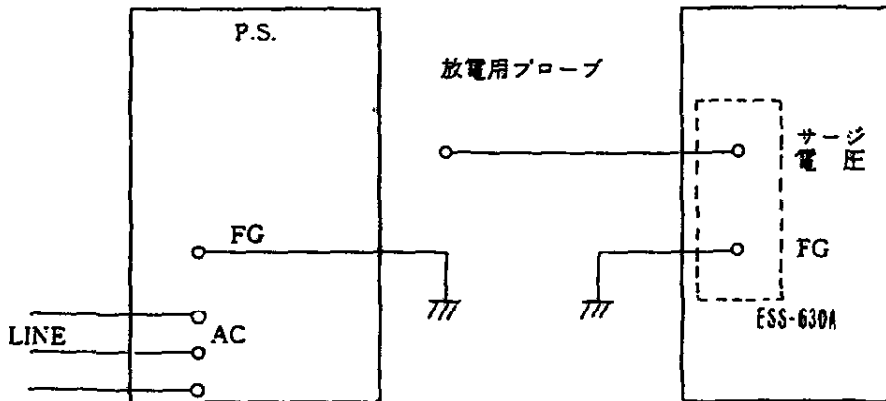 P.S.
放電用プローブ
サージ
電圧
FG
FG
ESS-630A
LINE
AC